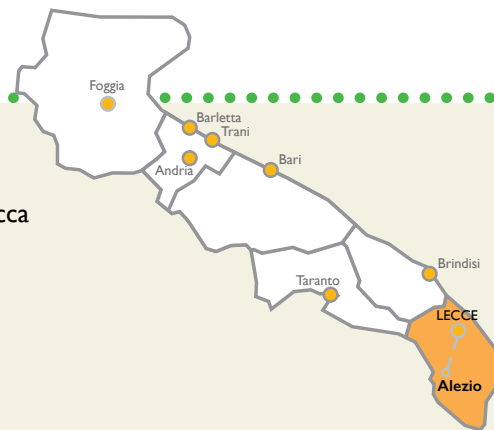 Foggia
Barletta
Trani
Bari
Andria
cca
Brindisi
Taranto
LECCE
Alezio